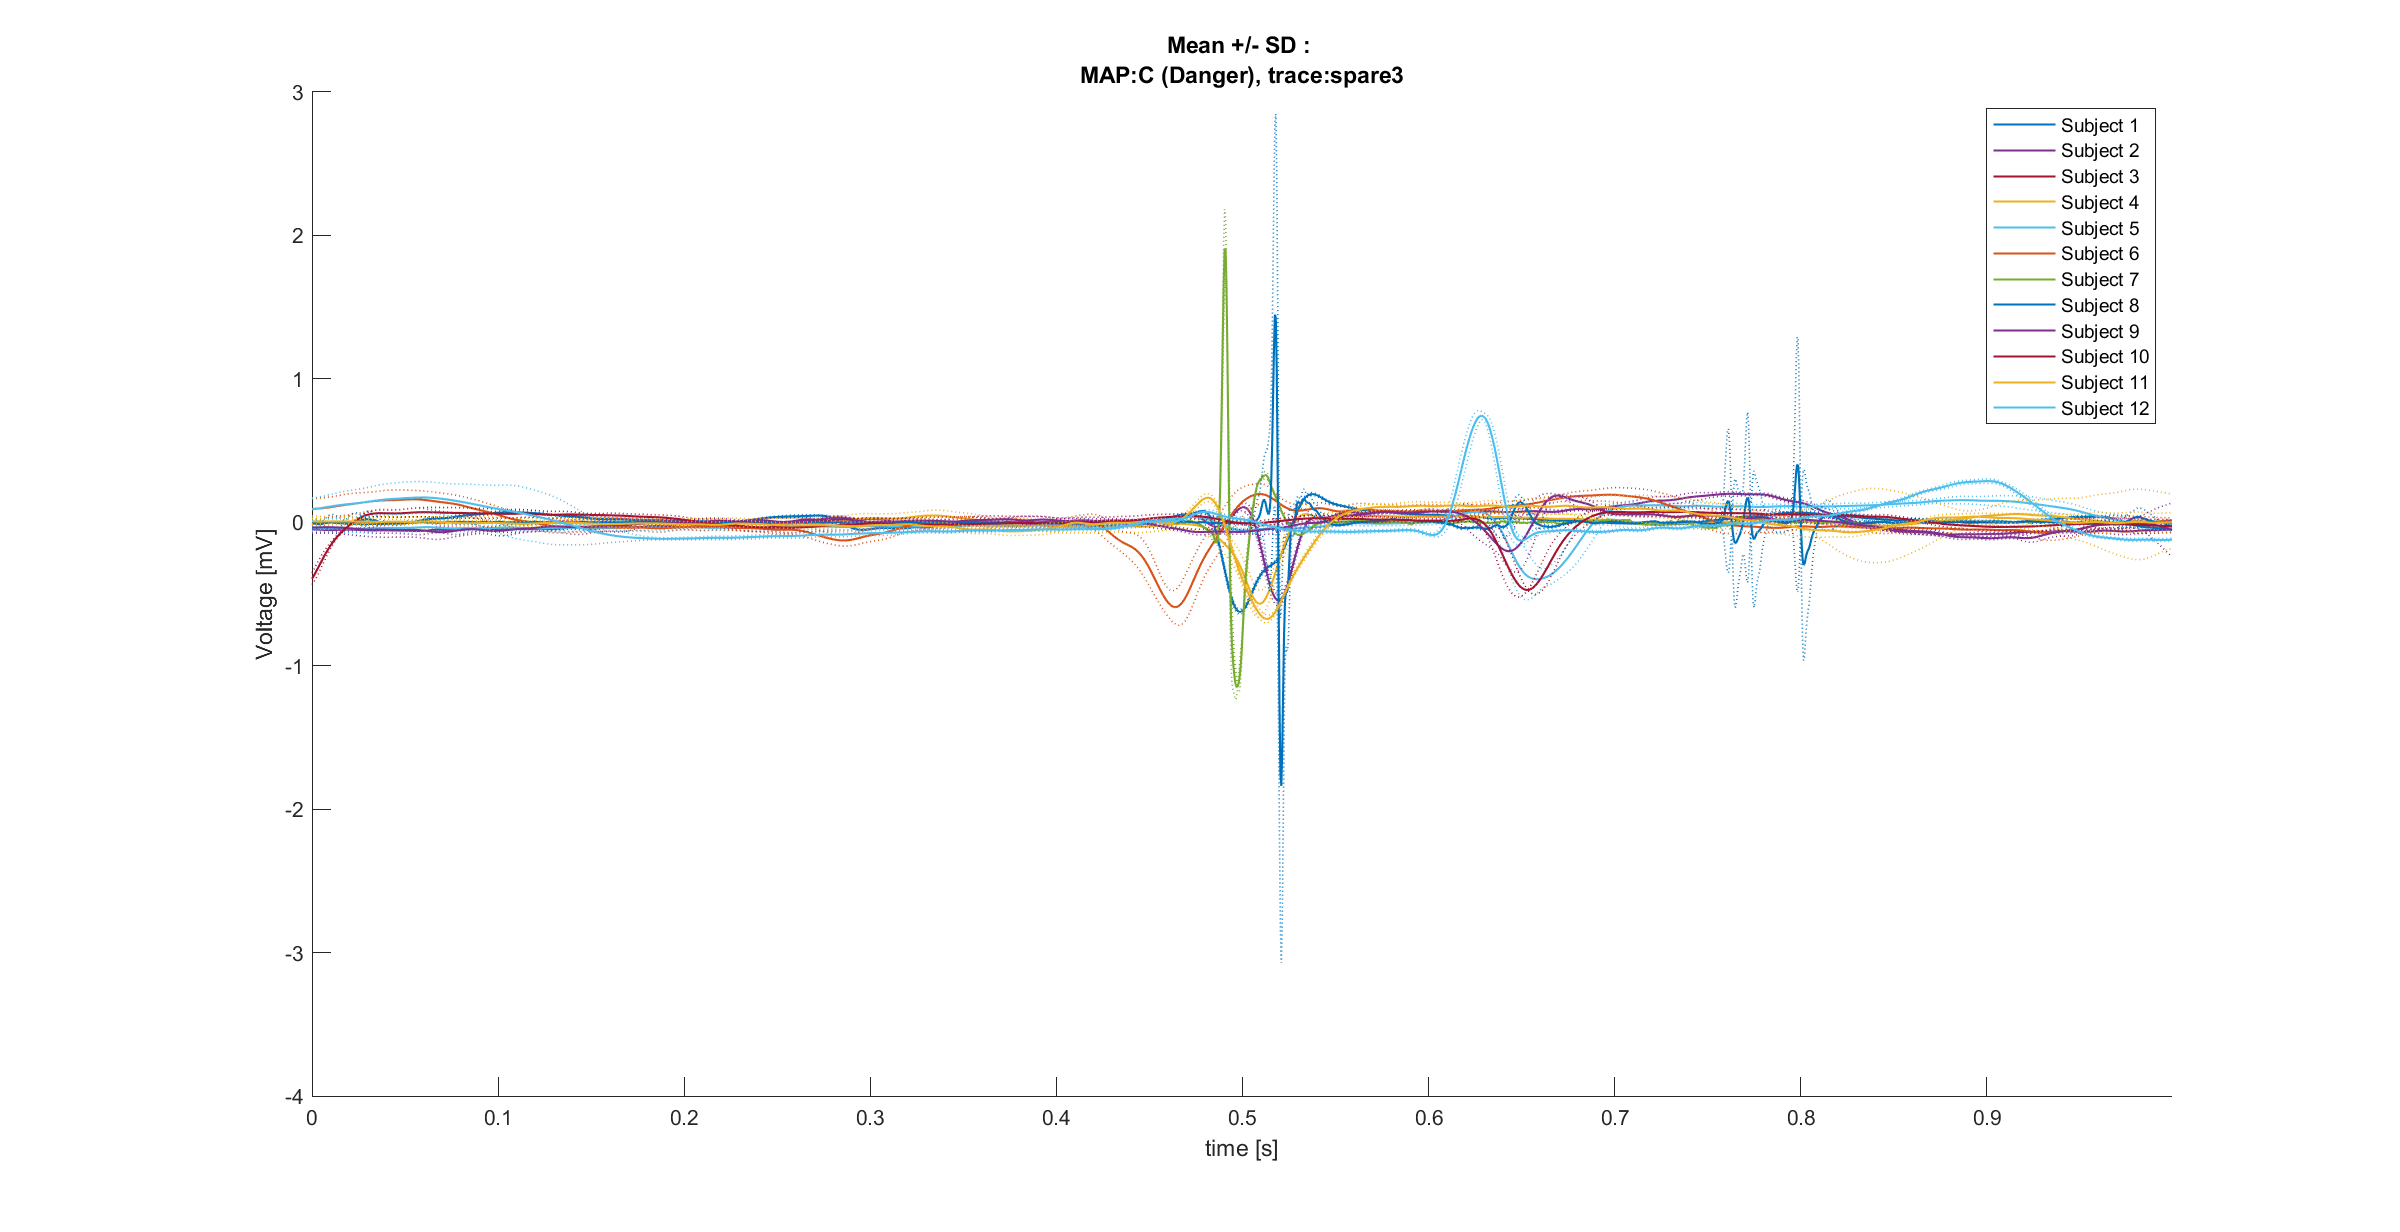 Mean +/- SD :
MAP:C (Danger), trace:spare3
3
2
1
0
-1
-2
-3
-4
Voltage [mV]
0 0.1 0.2 0.3 0.4 0.5 0.6 0.7 0.8 0.9
time [s]
Subject 1
Subject 2
Subject 3
Subject 4
Subject 5
Subject 6
Subject 7
Subject 8
Subject 9
Subject 10
Subject 11
Subject 12